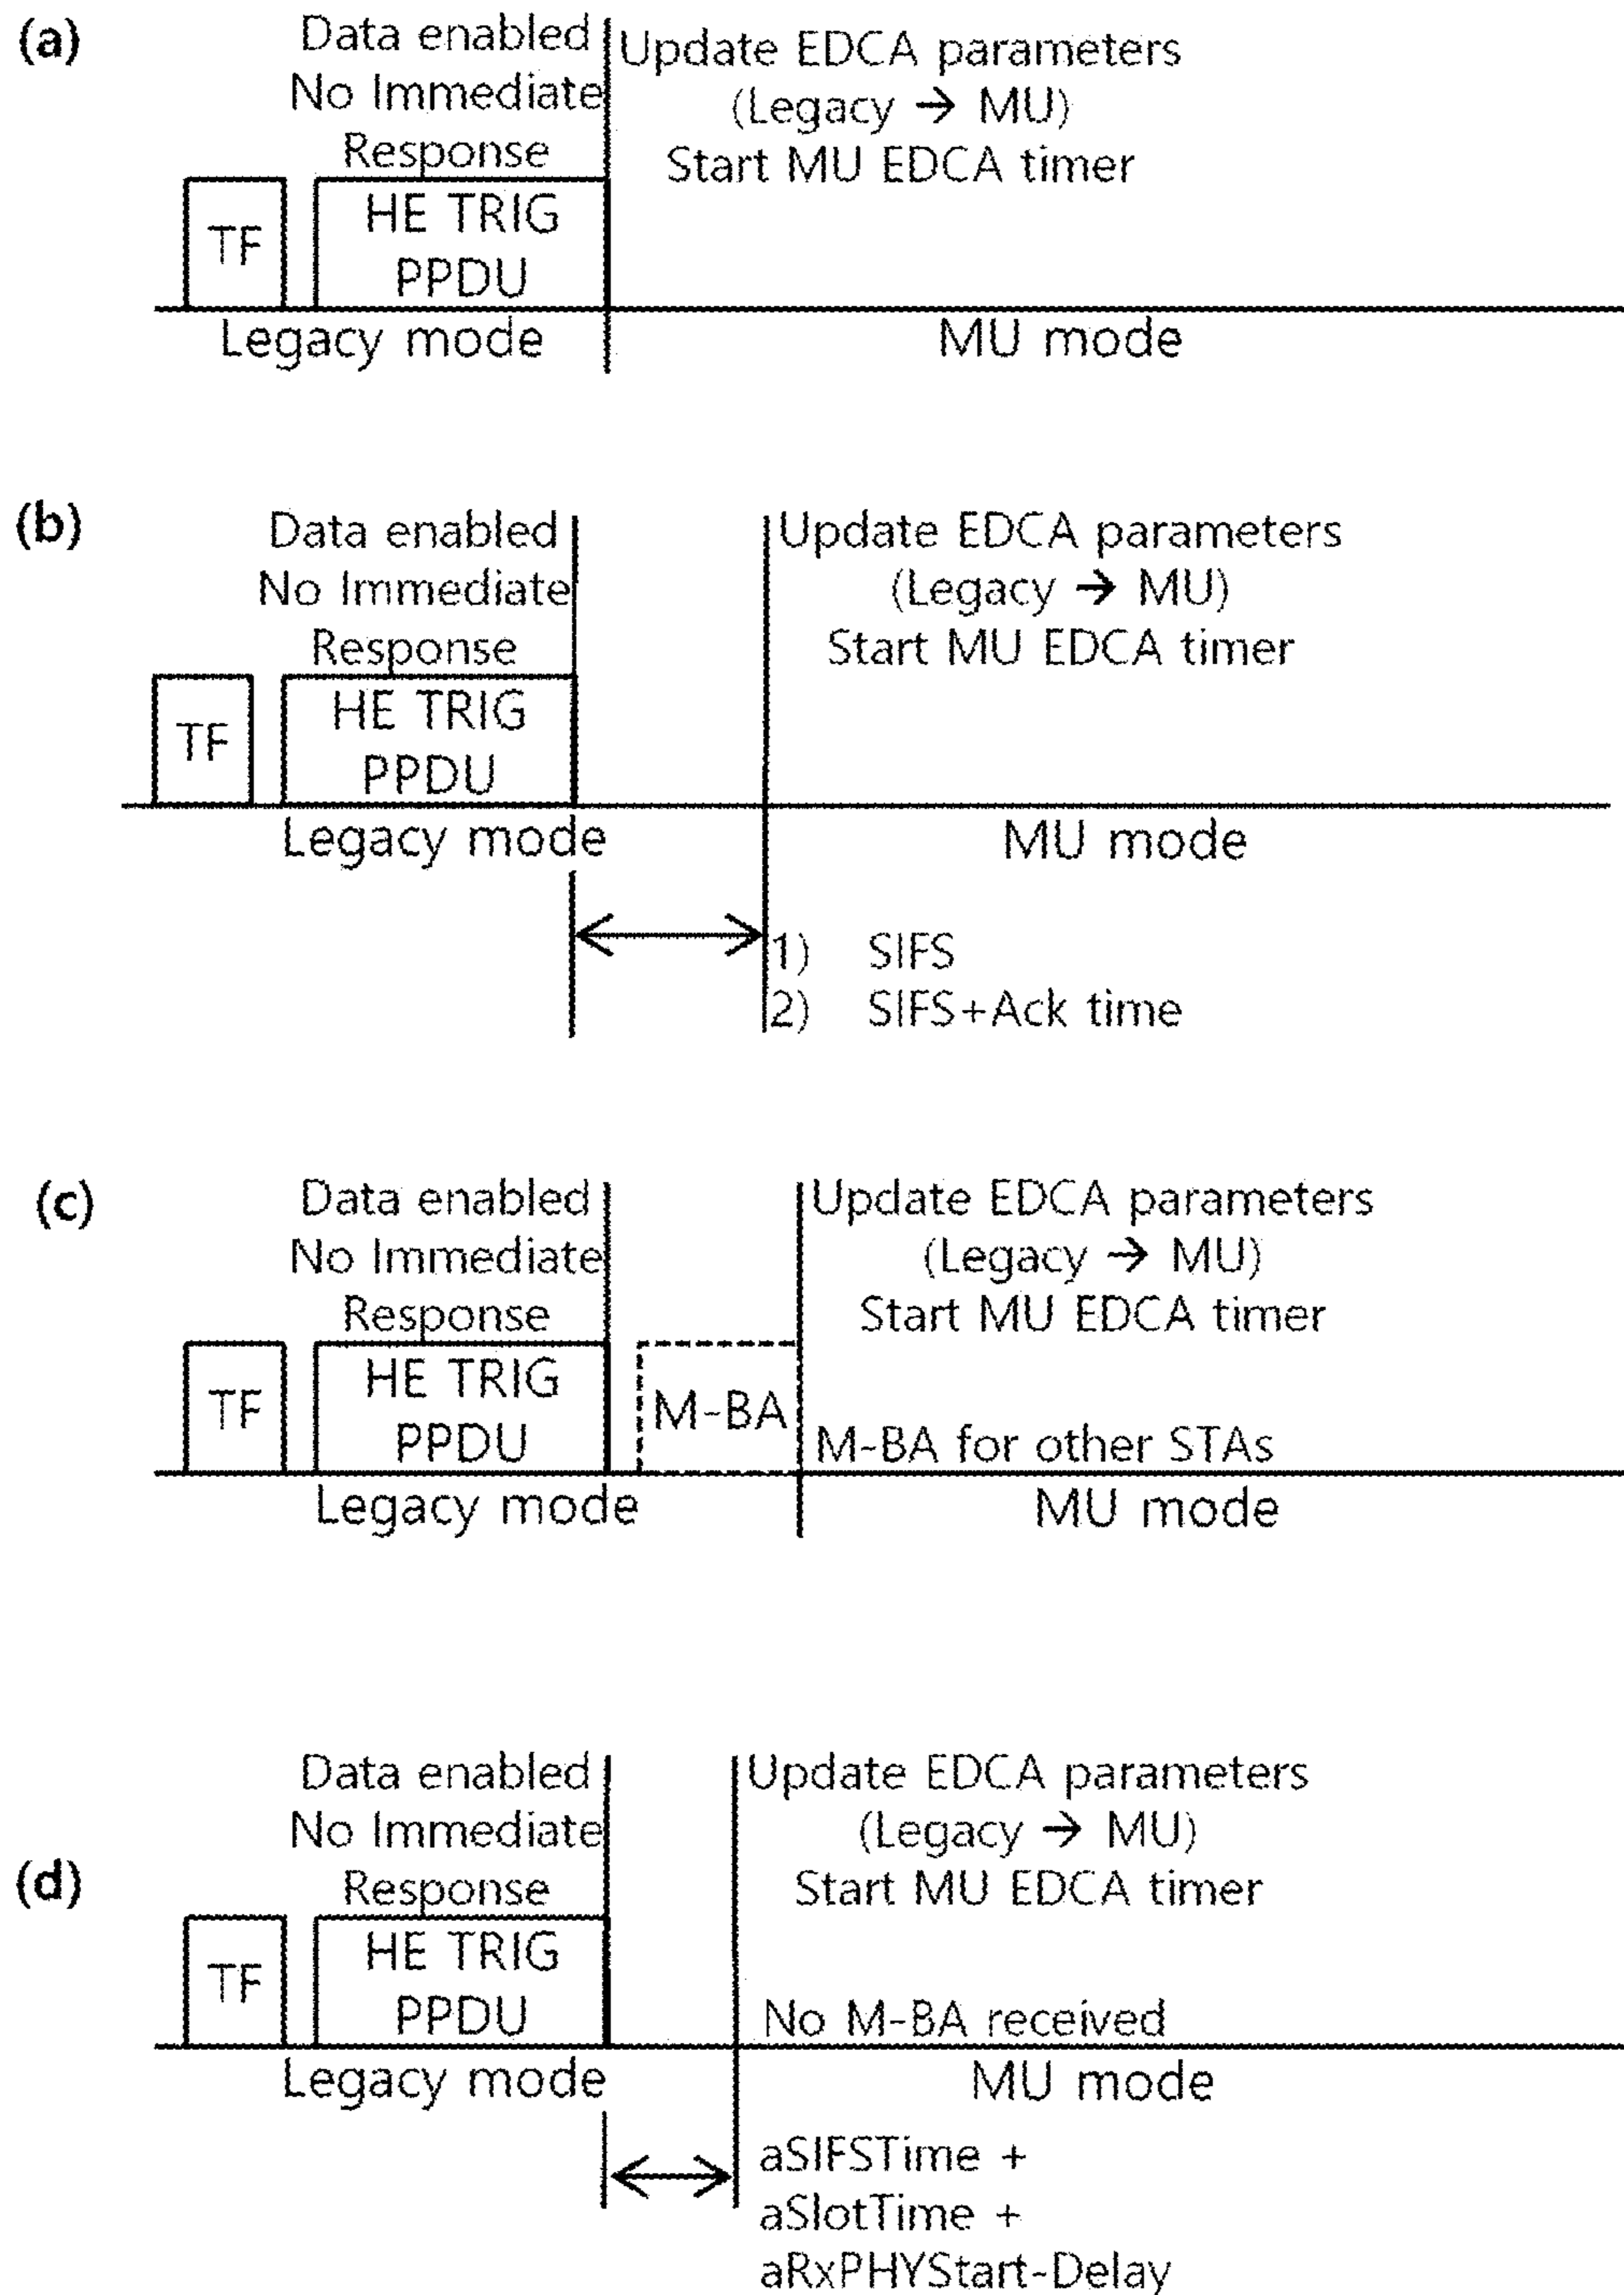 (a)
Data enabled
No Immediate
Response
Update EDCA parameters
(Legacy → MU)
Start MU EDCA timer
TF
HE TRIG
PPDU
Legacy mode
MU mode
(b)
Data enabled
No Immediate
Response
Update EDCA parameters
(Legacy → MU)
Start MU EDCA timer
TF
HE TRIG
PPDU
Legacy mode
MU mode
1) SIFS
2) SIFS+Ack time
(c)
Data enabled
No Immediate
Response
Update EDCA parameters
(Legacy → MU)
Start MU EDCA timer
TF
HE TRIG
PPDU
M-BA
M-BA for other STAs
Legacy mode
MU mode
(d)
Data enabled
No Immediate
Response
Update EDCA parameters
(Legacy → MU)
Start MU EDCA timer
TF
HE TRIG
PPDU
No M-BA received
Legacy mode
MU mode
aSIFSTime +
aSlotTime +
aRxPHYStart-Delay